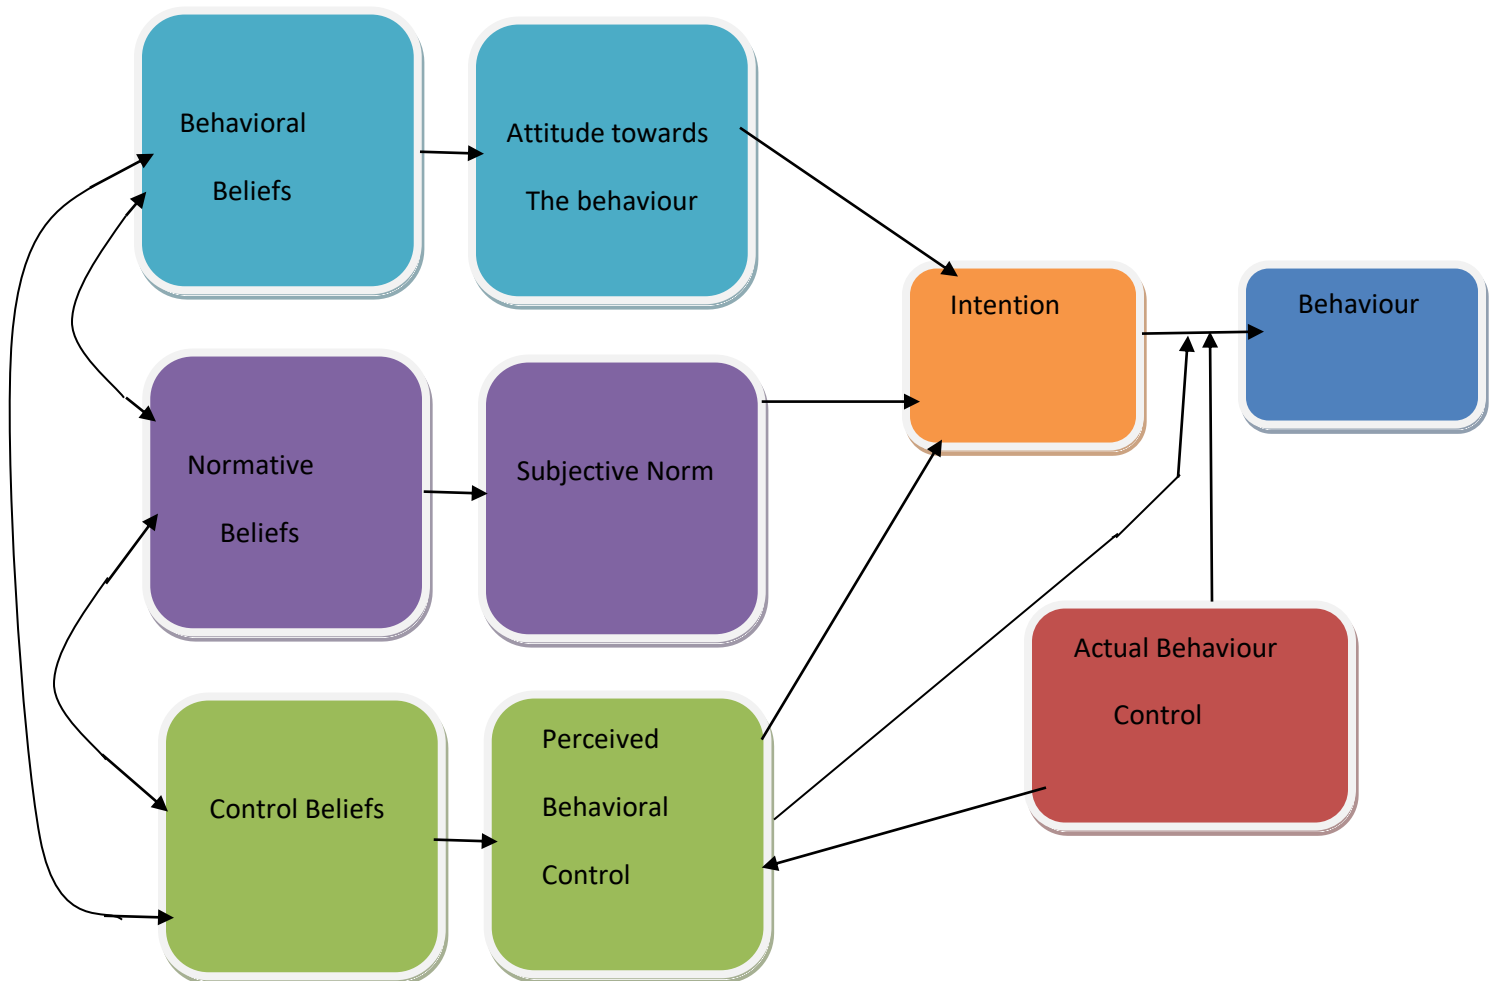 Behavioral
Beliefs
Attitude towards
The behaviour
Intention
Behaviour
Normative
Beliefs
Subjective Norm
Actual Behaviour
Control
Control Beliefs
Perceived
Behavioral
Control